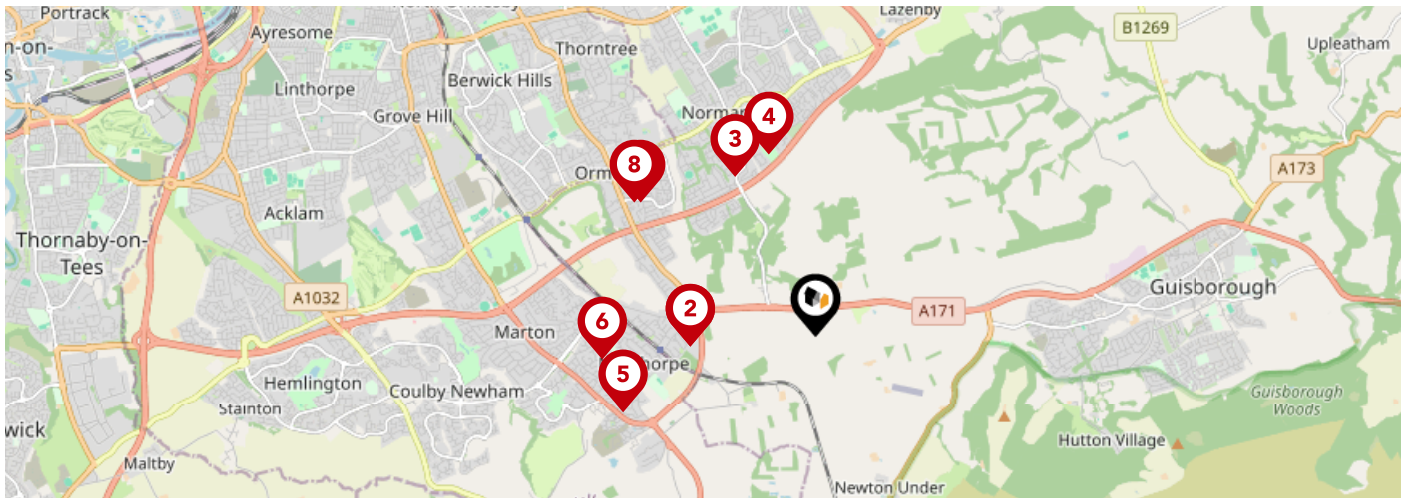 Portrack
Lazenby
B1269
Ayresome
Upleatham
n-on-
s
Thorntree
Berwick Hills
Linthorpe
Grove Hill
Norman
4
3
8
Orm
A173
Acklam
Thornaby-on-
Tees
A1032
Guisborough
A171
2
6
Marton
horpe
5
Hemlington
Coulby Newham
Stainton
Guisborough
Woods
wick
Hutton Village
Maltby
Newton Under